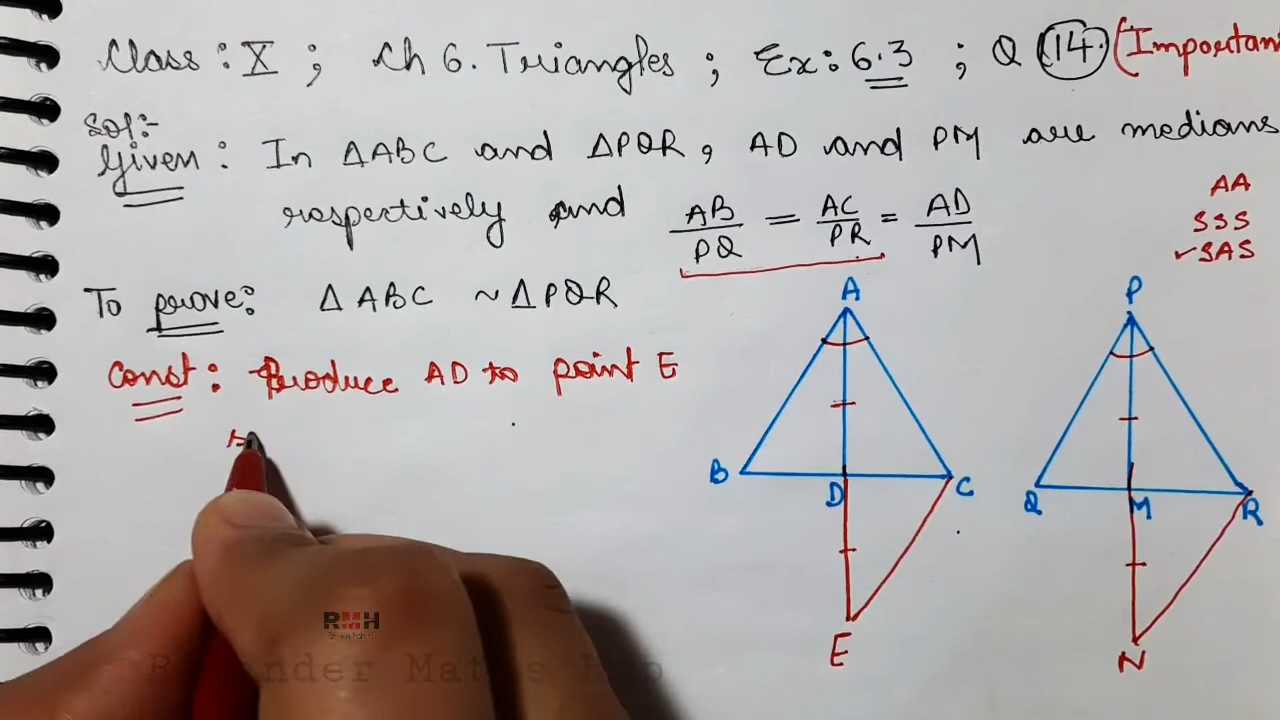 Class : X ; Ch 6. Triangles ; Ex: 6.3 ; Q 14. (Importan
Sol:-
Given : In ΔABC and ΔPQR, AD and PM are medians
respectively and AB/PQ = AC/PR = AD/PM
AA
SSS
✓SAS
To prove: Δ ABC ~ ΔPQR
Const : Produce AD to point E
A P
B D C Q M R
E N
RMH